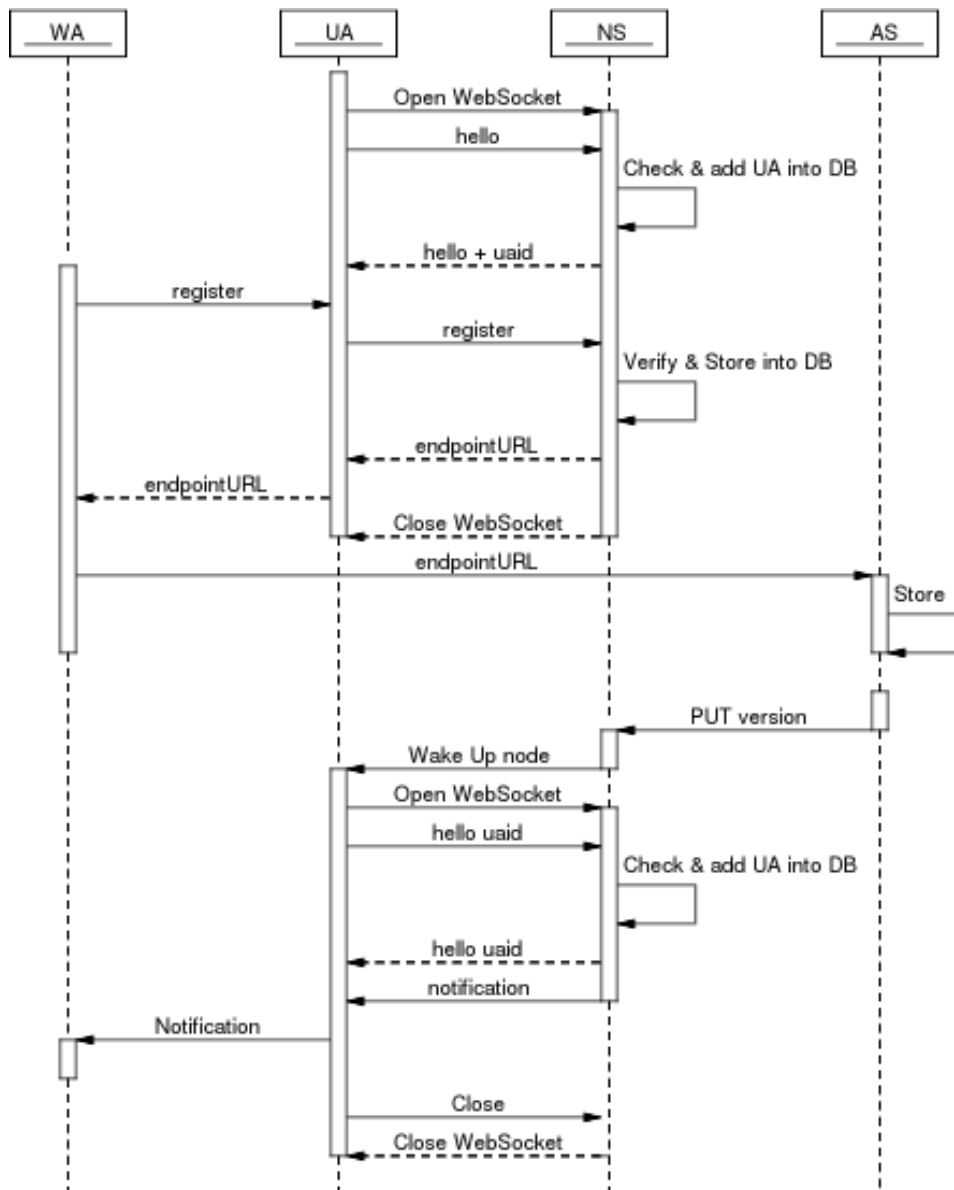 WA
UA
NS
AS
Open WebSocket
hello
Check & add UA into DB
hello + uaid
register
register
Verify & Store into DB
endpointURL
endpointURL
Close WebSocket
endpointURL
Store
PUT version
Wake Up node
Open WebSocket
hello uaid
Check & add UA into DB
hello uaid
notification
Notification
Close
Close WebSocket